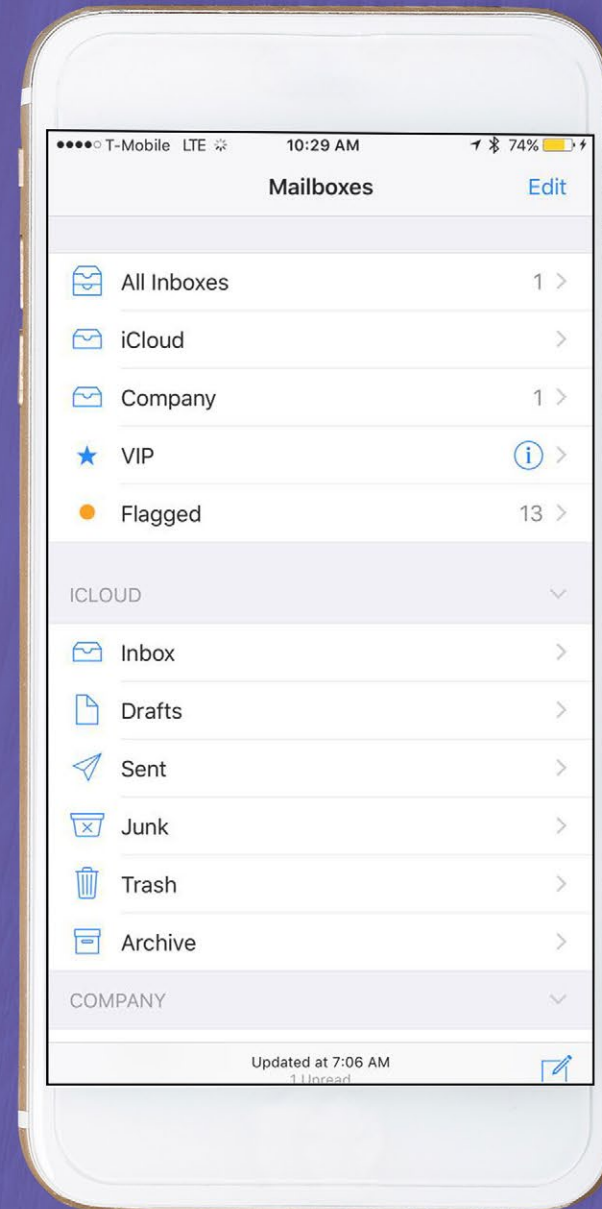 T-Mobile LTE 10:29 AM 74%
Mailboxes Edit
All Inboxes 1
iCloud
Company 1
VIP i
Flagged 13
ICLOUD
Inbox
Drafts
Sent
Junk
Trash
Archive
COMPANY
Updated at 7:06 AM
1 Unread